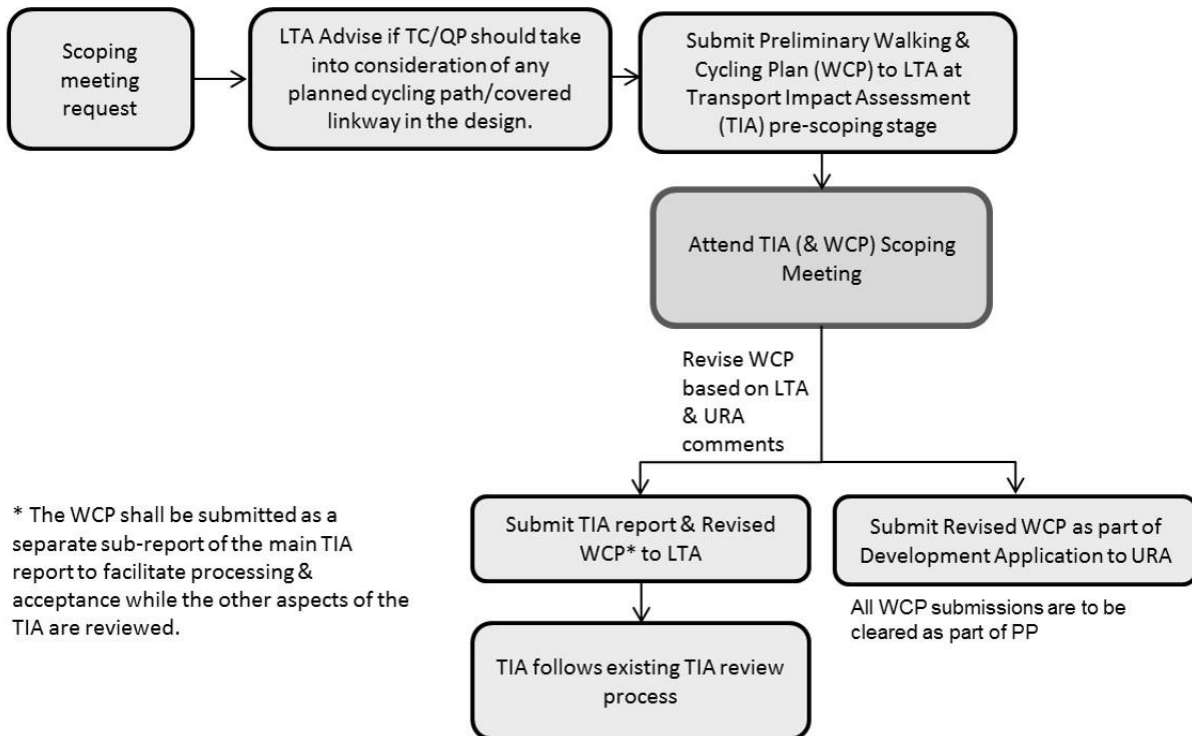 Scoping
meeting
request
LTA Advise if TC/QP should take
into consideration of any
planned cycling path/covered
linkway in the design.
Submit Preliminary Walking &
Cycling Plan (WCP) to LTA at
Transport Impact Assessment
(TIA) pre-scoping stage
Attend TIA (& WCP) Scoping
Meeting
Revise WCP
based on LTA
& URA
comments
* The WCP shall be submitted as a
separate sub-report of the main TIA
report to facilitate processing &
acceptance while the other aspects of the
TIA are reviewed.
Submit TIA report & Revised
WCP* to LTA
Submit Revised WCP as part of
Development Application to URA
All WCP submissions are to be
cleared as part of PP
TIA follows existing TIA review
process